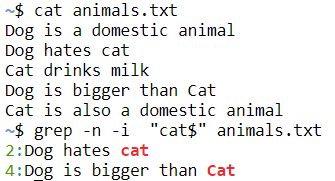 ~$ cat animals.txt
Dog is a domestic animal
Dog hates cat
Cat drinks milk
Dog is bigger than Cat
Cat is also a domestic animal
~$ grep -n -i  "cat$" animals.txt
2:Dog hates cat
4:Dog is bigger than Cat